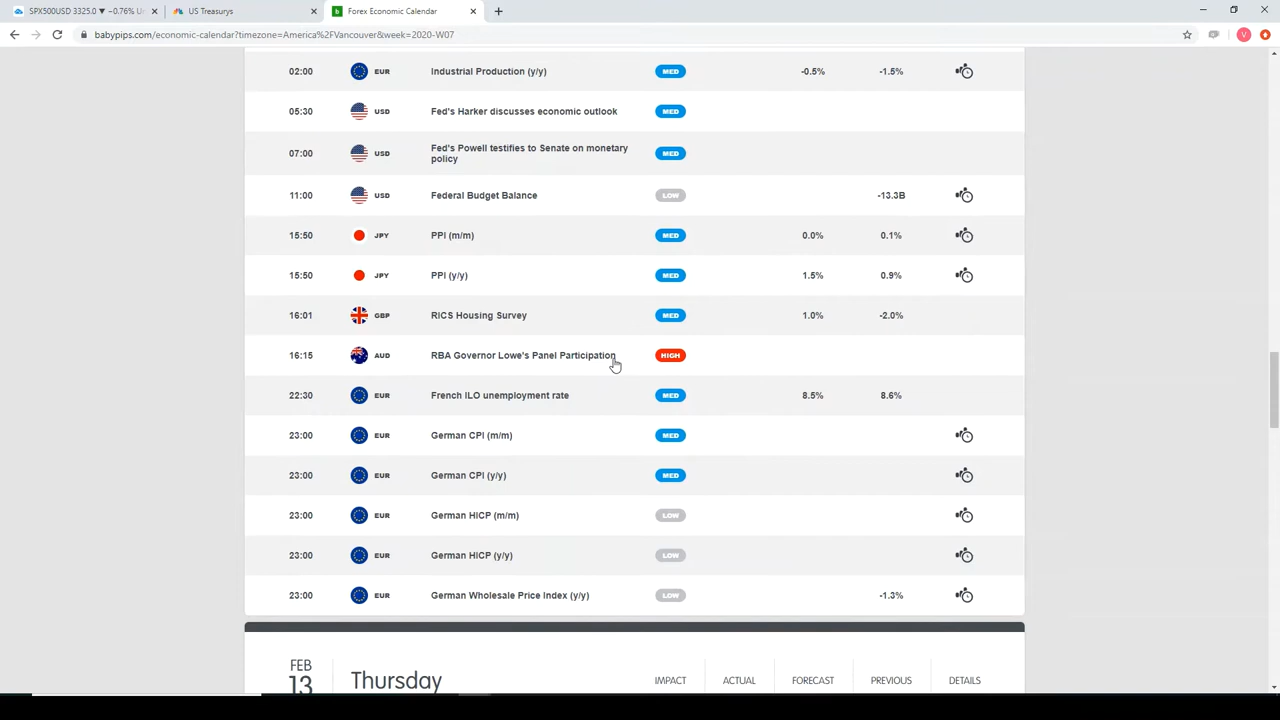 SPX500USD 3325.0 ▼ −0.76% U
US Treasurys
Forex Economic Calendar
babypips.com/economic-calendar?timezone=America%2FVancouver&week=2020-W07
V
02:00 EUR Industrial Production (y/y) MED -0.5% -1.5%
05:30 USD Fed's Harker discusses economic outlook MED
07:00 USD Fed's Powell testifies to Senate on monetary
policy MED
11:00 USD Federal Budget Balance LOW -13.3B
15:50 JPY PPI (m/m) MED 0.0% 0.1%
15:50 JPY PPI (y/y) MED 1.5% 0.9%
16:01 GBP RICS Housing Survey MED 1.0% -2.0%
16:15 AUD RBA Governor Lowe's Panel Participation HIGH
22:30 EUR French ILO unemployment rate MED 8.5% 8.6%
23:00 EUR German CPI (m/m) MED
23:00 EUR German CPI (y/y) MED
23:00 EUR German HICP (m/m) LOW
23:00 EUR German HICP (y/y) LOW
23:00 EUR German Wholesale Price Index (y/y) LOW -1.3%
FEB
13 Thursday IMPACT ACTUAL FORECAST PREVIOUS DETAILS